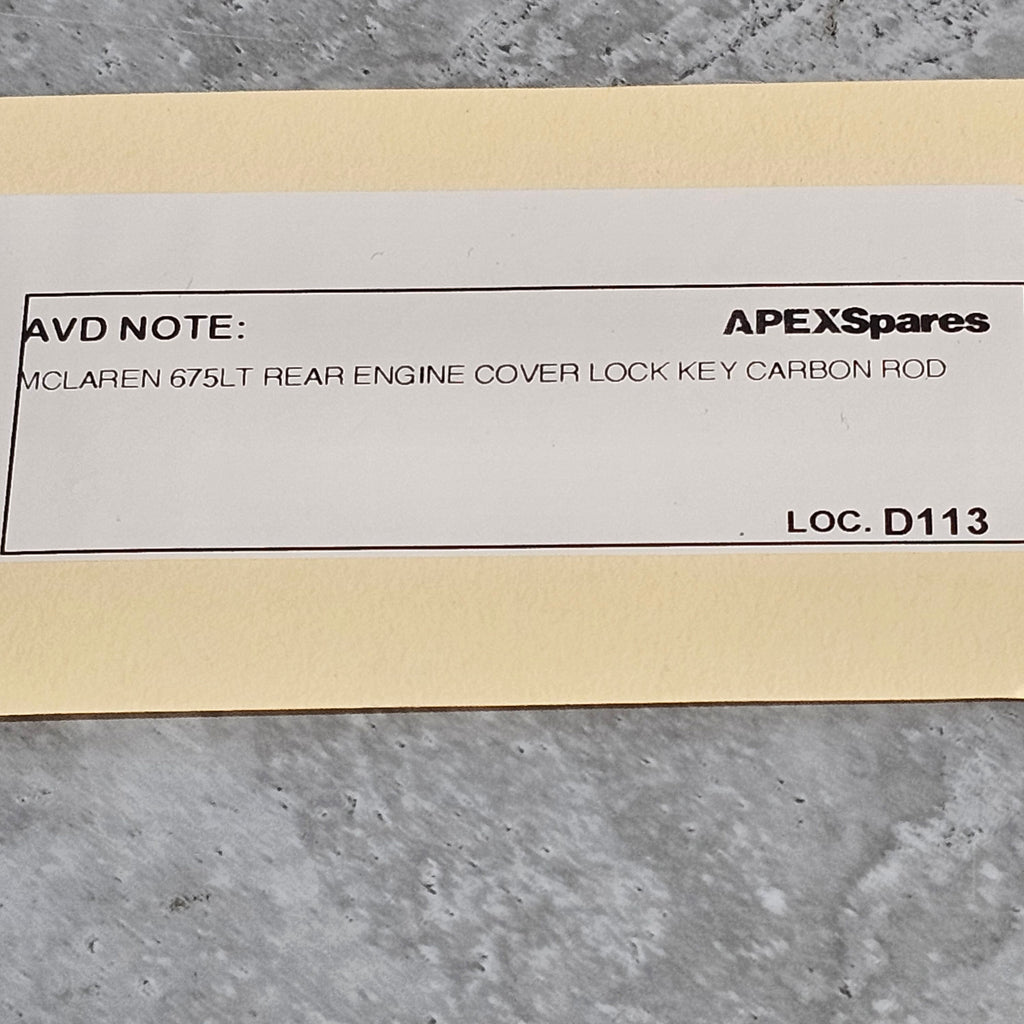 AVD NOTE: APEXSpares
MCLAREN 675LT REAR ENGINE COVER LOCK KEY CARBON ROD
LOC. D113